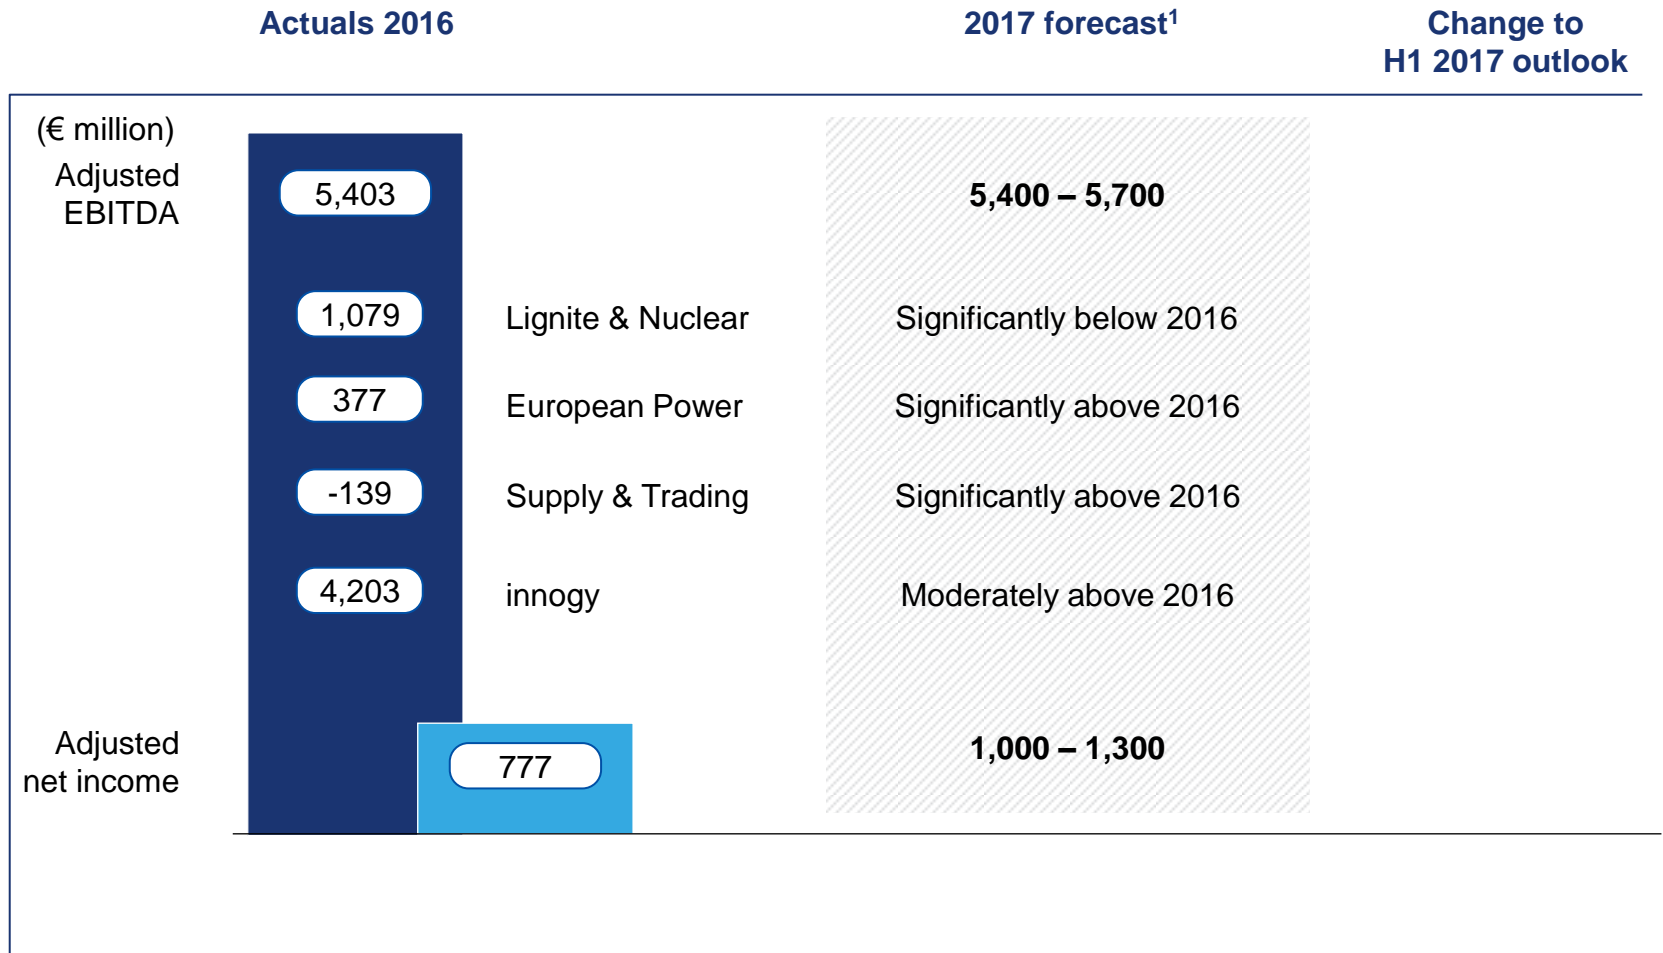 Actuals 2016
2017 forecast¹
Change to
H1 2017 outlook
(€ million)
Adjusted
EBITDA
5,403
5,400 – 5,700
1,079
Lignite & Nuclear
Significantly below 2016
377
European Power
Significantly above 2016
-139
Supply & Trading
Significantly above 2016
4,203
innogy
Moderately above 2016
Adjusted
net income
777
1,000 – 1,300